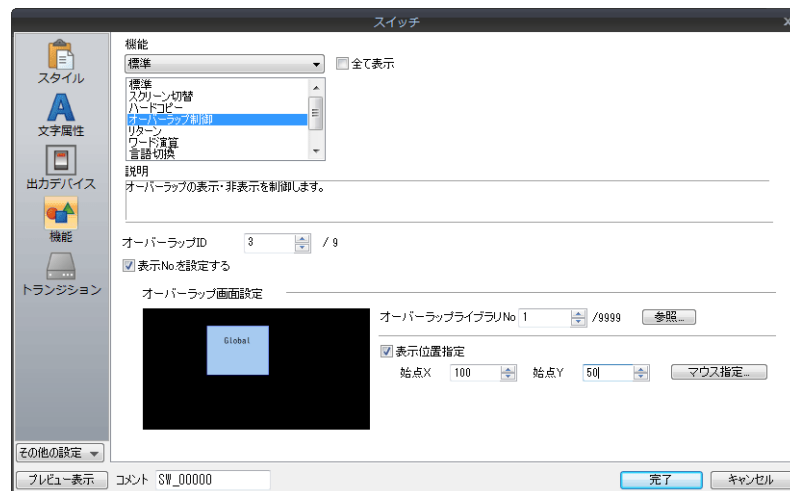 スイッチ
スタイル
文字属性
出力デバイス
機能
トランジション
その他の設定
機能
標準
全て表示
標準
スクリーン切替
ハードコピー
オーバーラップ制御
リターン
ワード演算
言語切換
説明
オーバーラップの表示・非表示を制御します。
オーバーラップID 3 / 9
表示No.を設定する
オーバーラップ画面設定
Global
オーバーラップライブラリNo 1 /9999 参照...
表示位置指定
始点X 100 始点Y 50 マウス指定...
プレビュー表示 コメント SW_00000 完了 キャンセル